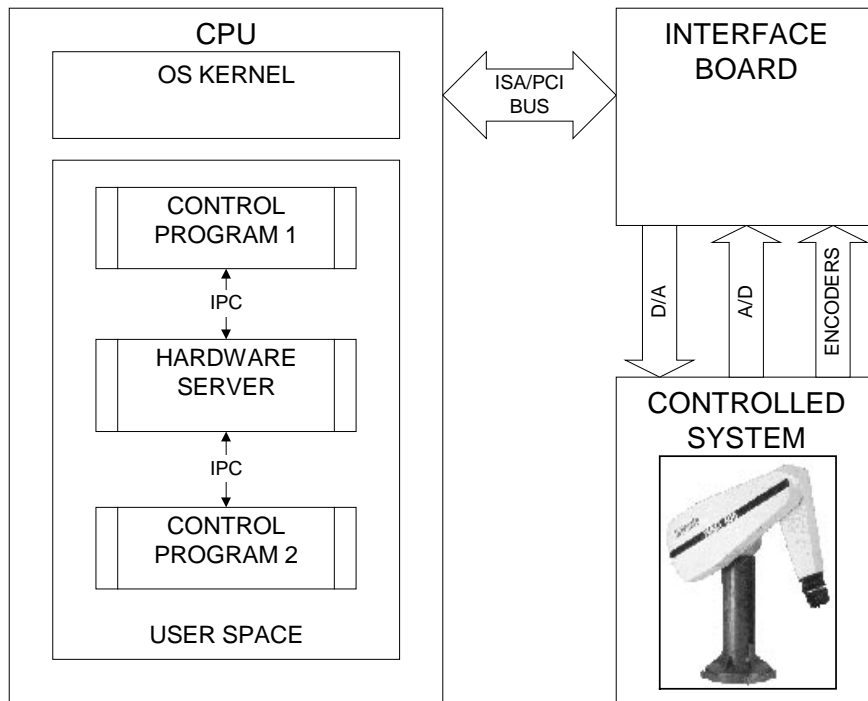 CPU
OS KERNEL
CONTROL
PROGRAM 1
IPC
HARDWARE
SERVER
IPC
CONTROL
PROGRAM 2
USER SPACE
ISA/PCI
BUS
INTERFACE
BOARD
D/A
A/D
ENCODERS
CONTROLLED
SYSTEM